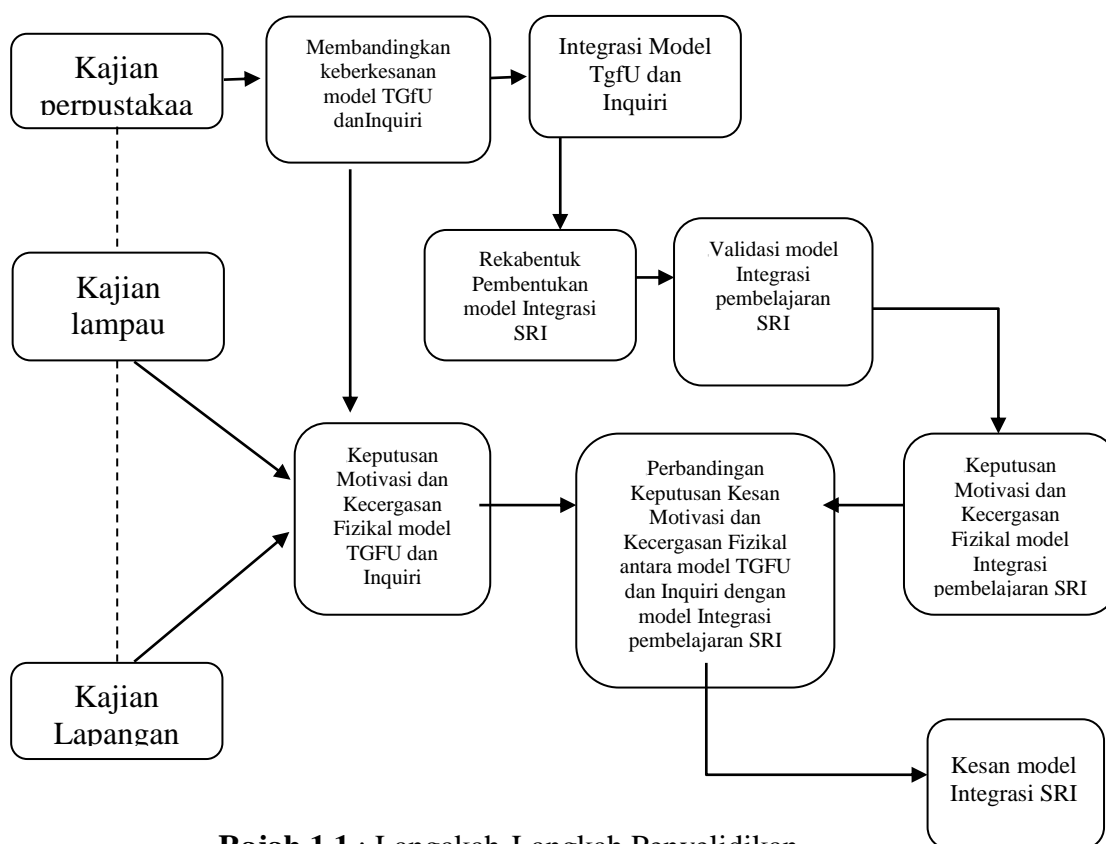 Kajian
perpustakaa
Membandingkan
keberkesanan
model TGfU
danInquiri
Integrasi Model
TgfU dan
Inquiri
Kajian
lampau
Rekabentuk
Pembentukan
model Integrasi
SRI
Validasi model
Integrasi
pembelajaran
SRI
Keputusan
Motivasi dan
Kecergasan
Fizikal model
TGFU dan
Inquiri
Perbandingan
Keputusan Kesan
Motivasi dan
Kecergasan Fizikal
antara model TGFU
dan Inquiri dengan
model Integrasi
pembelajaran SRI
Keputusan
Motivasi dan
Kecergasan
Fizikal model
Integrasi
pembelajaran SRI
Kajian
Lapangan
Kesan model
Integrasi SRI
Rajah 1.1 : Langakah-Langkah Penyelidikan